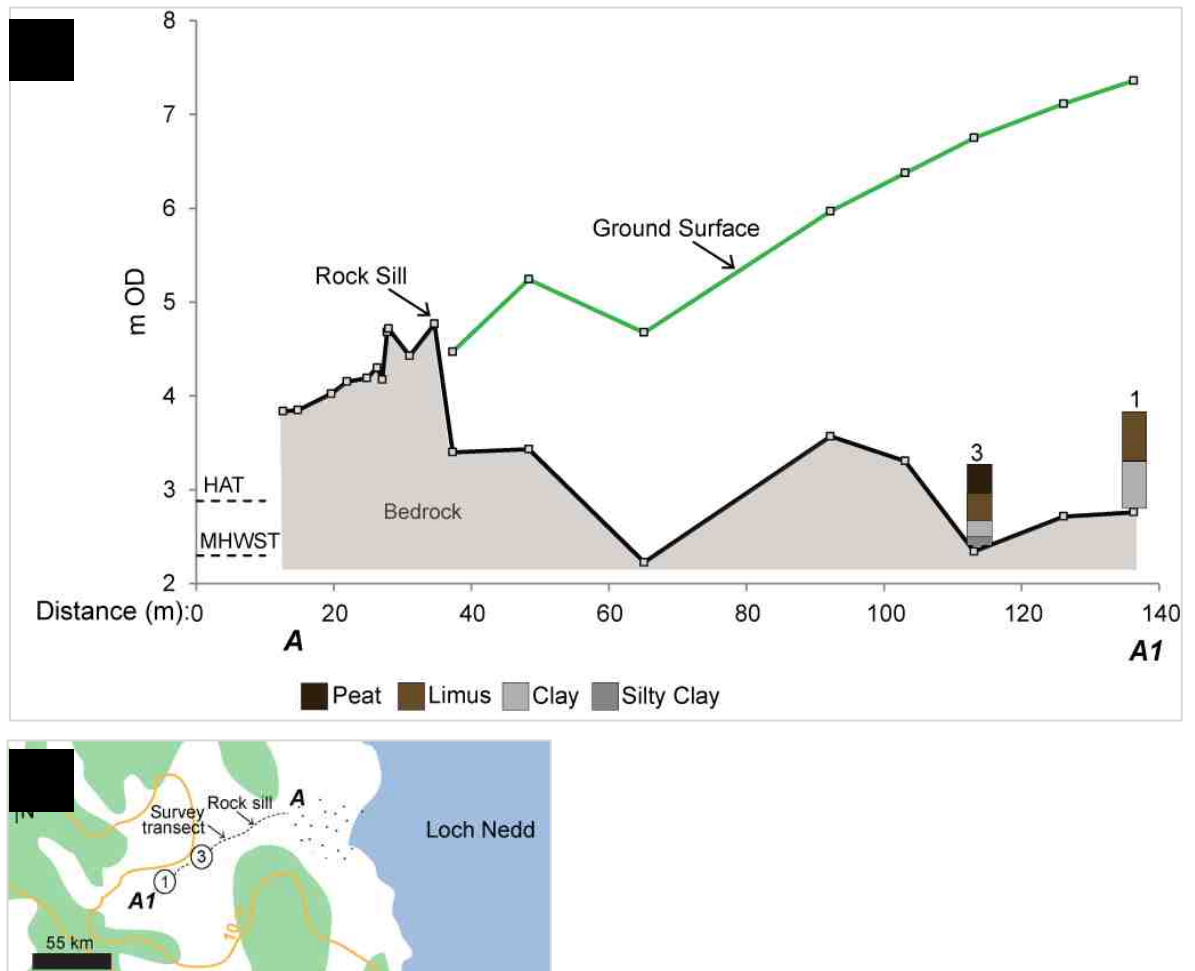 8
7
6
5
4
3
2
m OD
Ground Surface
Rock Sill
HAT
MHWST
Bedrock
3
1
Distance (m):0 20 40 60 80 100 120 140
A A1
Peat Limus Clay Silty Clay
A
Rock sill
Survey
transect
Loch Nedd
3
1
A1
55 km